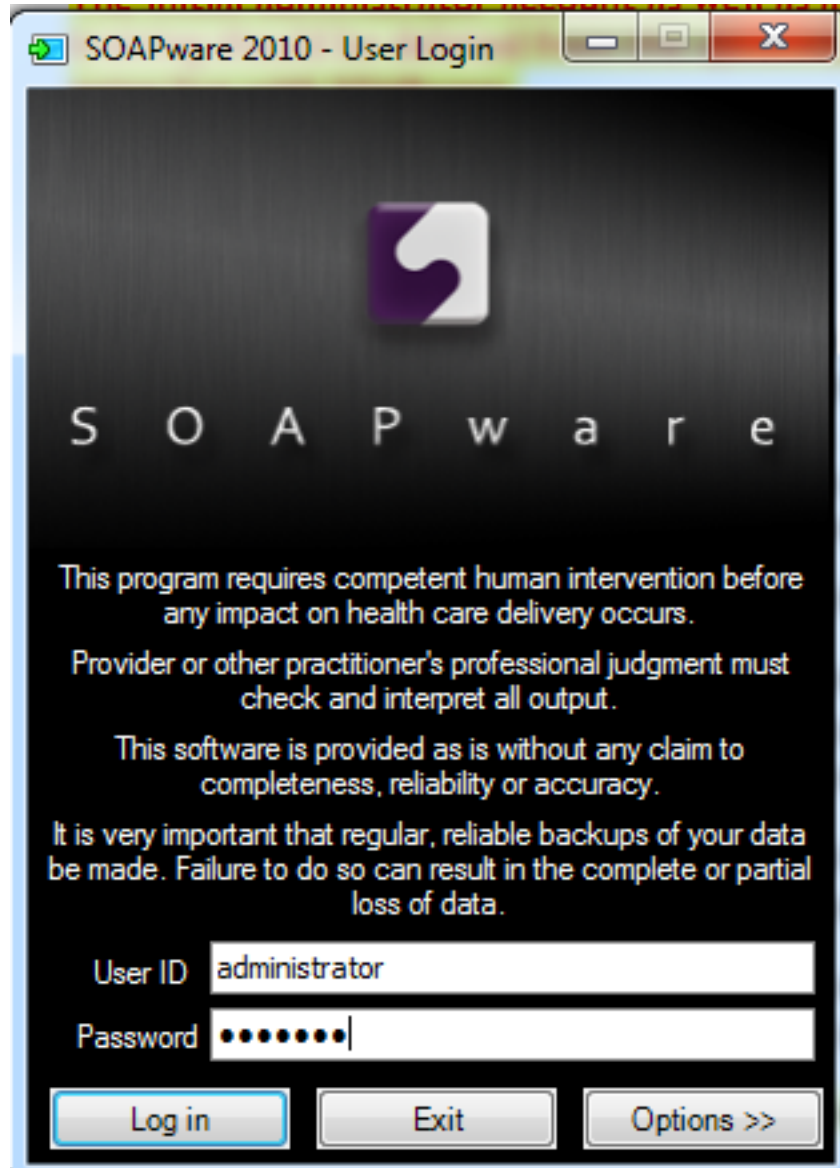 SOAPware 2010 - User Login
S O A P w a r e
This program requires competent human intervention before
any impact on health care delivery occurs.
Provider or other practitioner's professional judgment must
check and interpret all output.
This software is provided as is without any claim to
completeness, reliability or accuracy.
It is very important that regular, reliable backups of your data
be made. Failure to do so can result in the complete or partial
loss of data.
User ID administrator
Password ●●●●●●●
Log in Exit Options >>